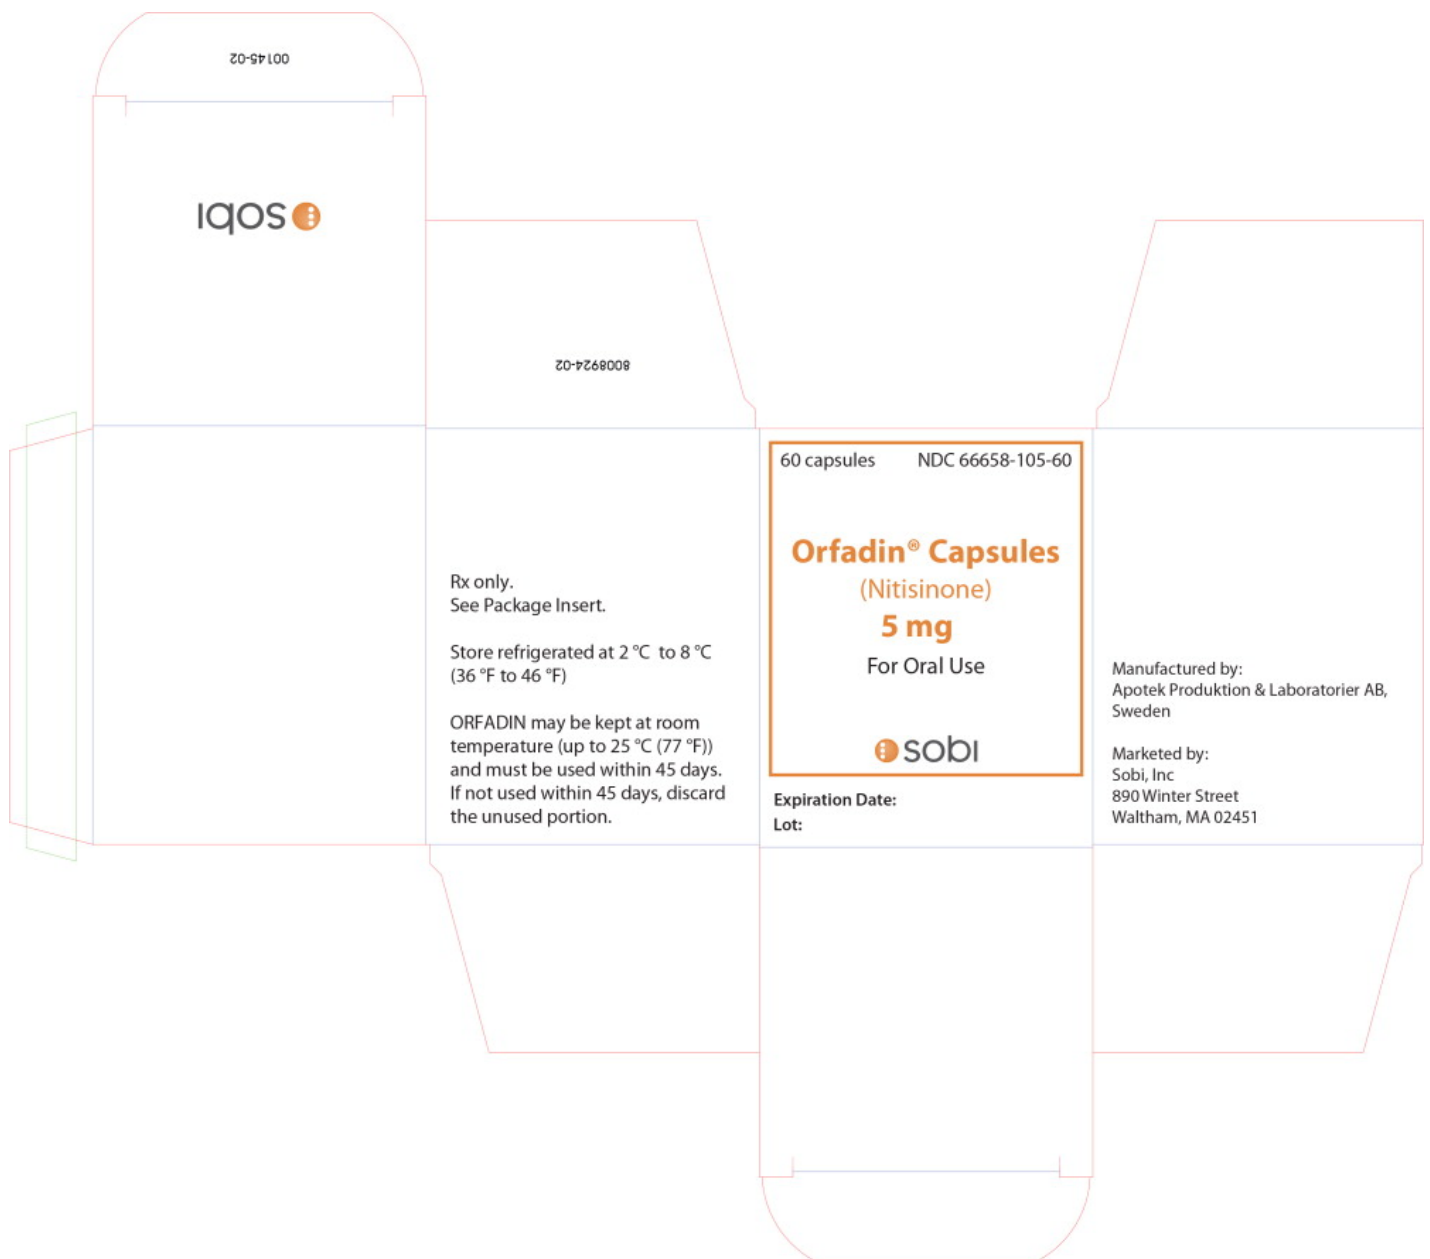 00145-02
sobi
8008924-02
Rx only.
See Package Insert.
Store refrigerated at 2 °C to 8 °C
(36 °F to 46 °F)
ORFADIN may be kept at room
temperature (up to 25 °C (77 °F))
and must be used within 45 days.
If not used within 45 days, discard
the unused portion.
60 capsules NDC 66658-105-60
Orfadin® Capsules
(Nitisinone)
5 mg
For Oral Use
sobi
Expiration Date:
Lot:
Manufactured by:
Apotek Produktion & Laboratorier AB,
Sweden
Marketed by:
Sobi, Inc
890 Winter Street
Waltham, MA 02451